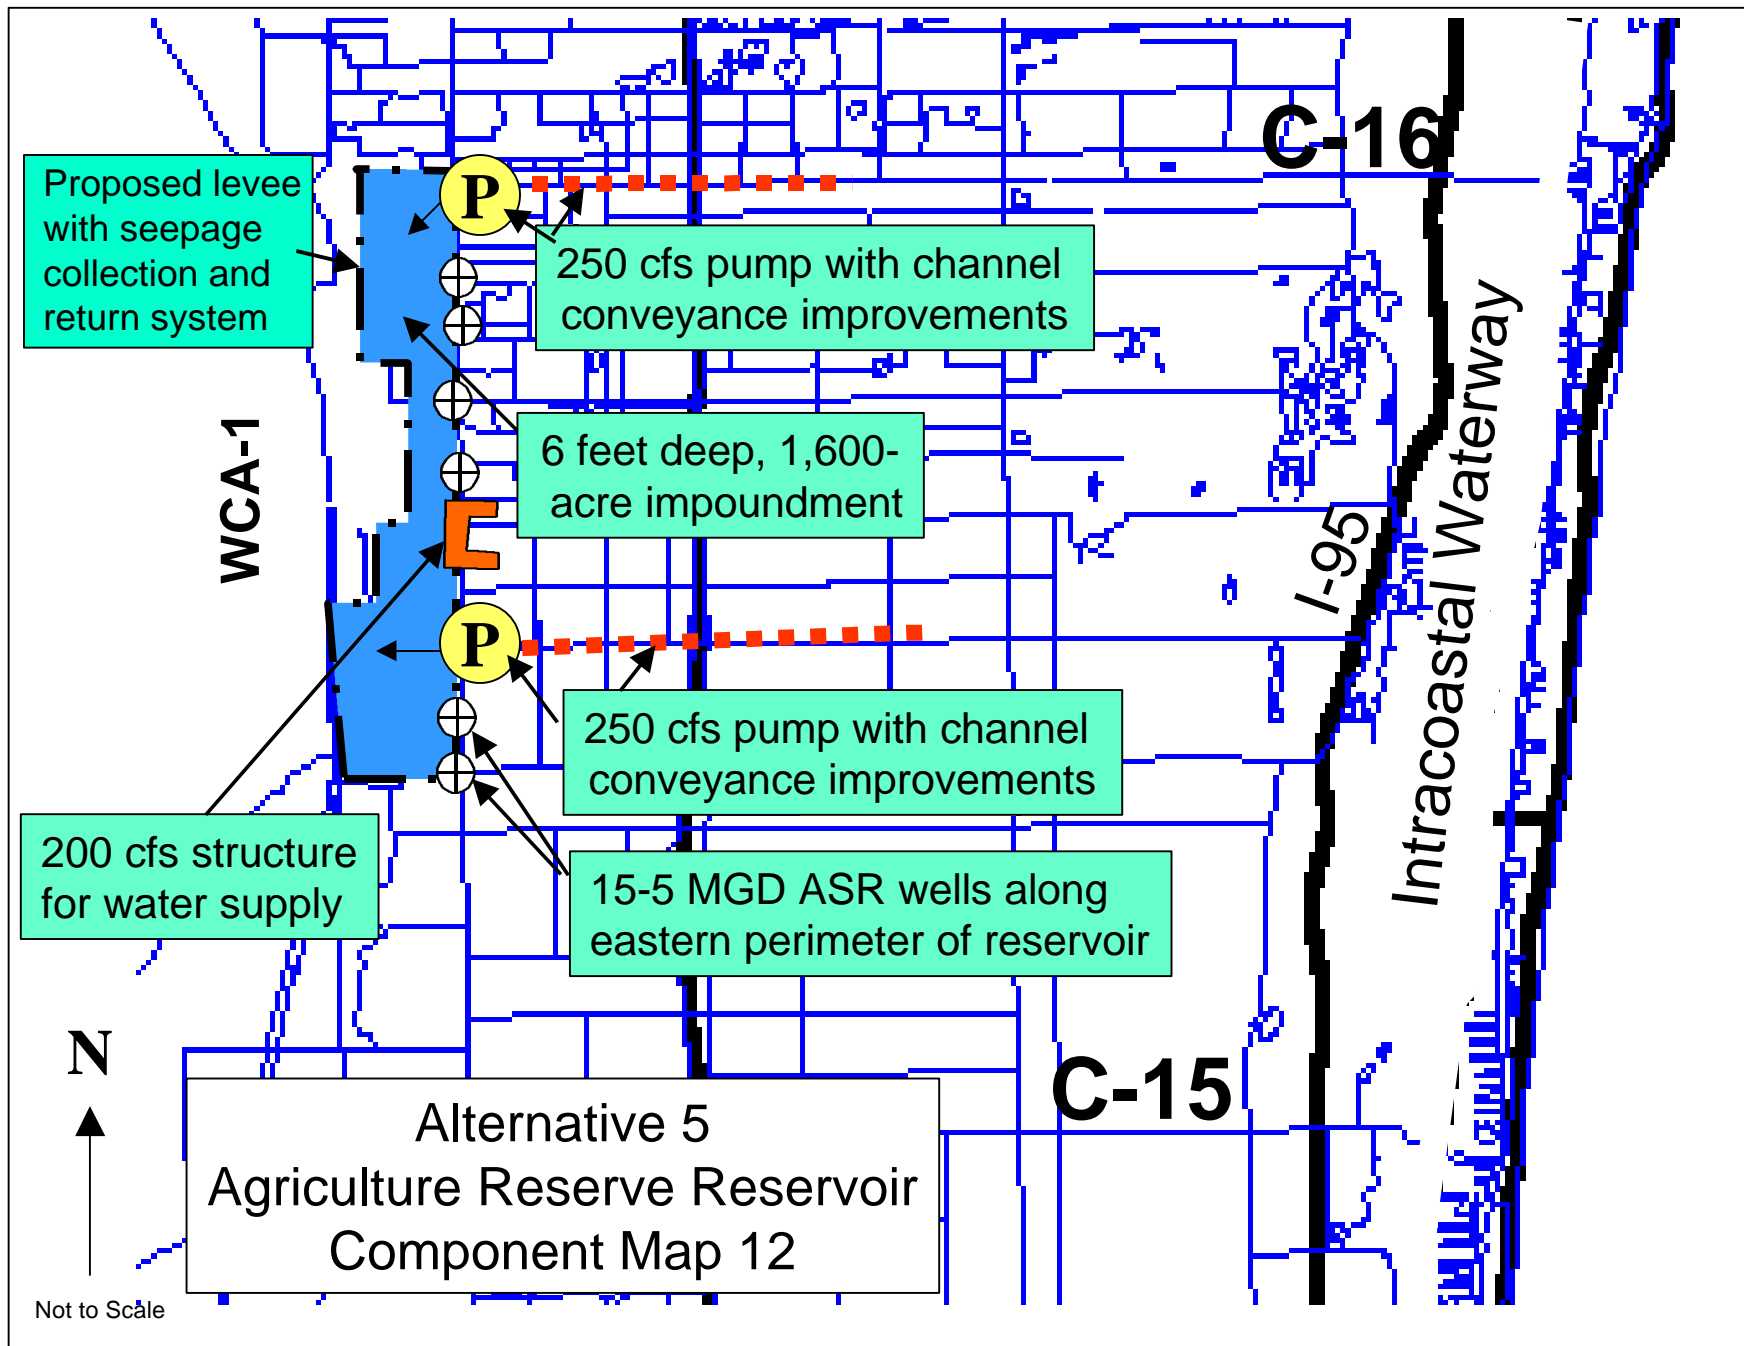 C-16
Proposed levee
with seepage
collection and
return system
P
250 cfs pump with channel
conveyance improvements
WCA-1
6 feet deep, 1,600-
acre impoundment
I-95
Intracoastal Waterway
P
250 cfs pump with channel
conveyance improvements
200 cfs structure
for water supply
15-5 MGD ASR wells along
eastern perimeter of reservoir
N
C-15
Alternative 5
Agriculture Reserve Reservoir
Component Map 12
Not to Scale